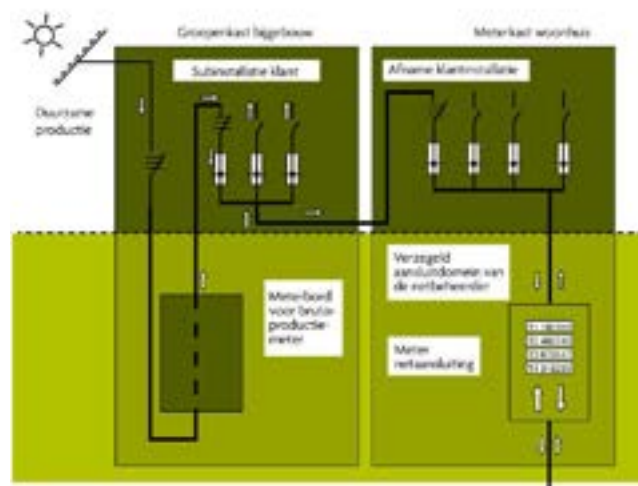 Groepenkast bijgebouw
Meterkast woonhuis
Subinstallatie klant
Afname klantinstallatie
Duurzame
productie
Meterbord
voor bruto-
productie-
meter
Verzegeld
aansluitdomein van
de netbeheerder
Meter
netaansluiting